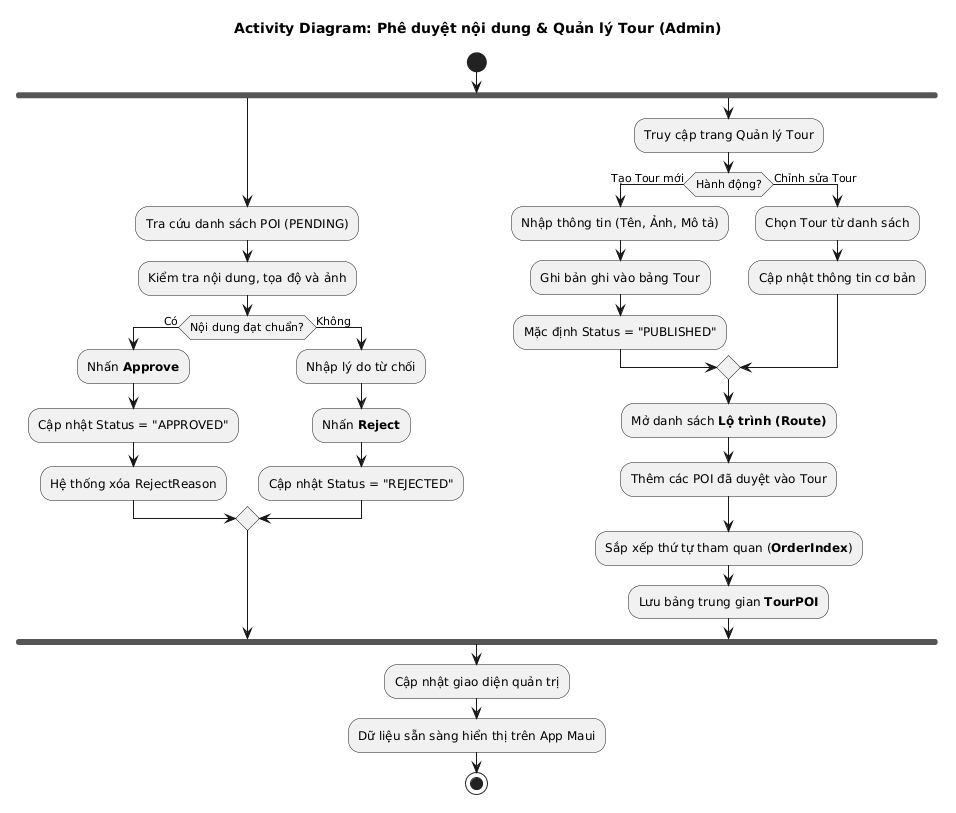 Activity Diagram: Phê duyệt nội dung & Quản lý Tour (Admin)
Tra cứu danh sách POI (PENDING)
Kiểm tra nội dung, tọa độ và ảnh
Nội dung đạt chuẩn?
Có
Không
Nhấn Approve
Cập nhật Status = "APPROVED"
Hệ thống xóa RejectReason
Nhập lý do từ chối
Nhấn Reject
Cập nhật Status = "REJECTED"
Truy cập trang Quản lý Tour
Hành động?
Tạo Tour mới
Chỉnh sửa Tour
Nhập thông tin (Tên, Ảnh, Mô tả)
Ghi bản ghi vào bảng Tour
Mặc định Status = "PUBLISHED"
Chọn Tour từ danh sách
Cập nhật thông tin cơ bản
Mở danh sách Lộ trình (Route)
Thêm các POI đã duyệt vào Tour
Sắp xếp thứ tự tham quan (OrderIndex)
Lưu bảng trung gian TourPOI
Cập nhật giao diện quản trị
Dữ liệu sẵn sàng hiển thị trên App Maui